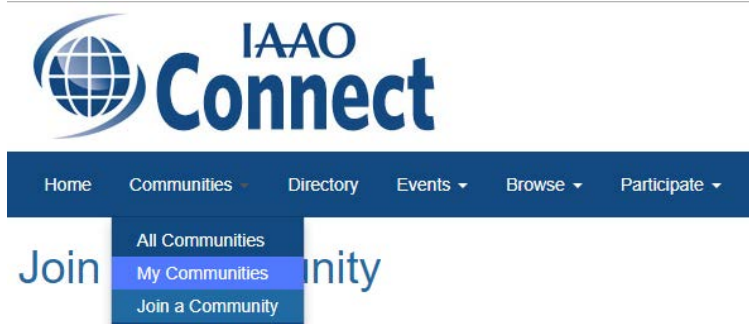 IAAO
Connect
Home Communities Directory Events Browse Participate
All Communities
Join unity
My Communities
Join a Community